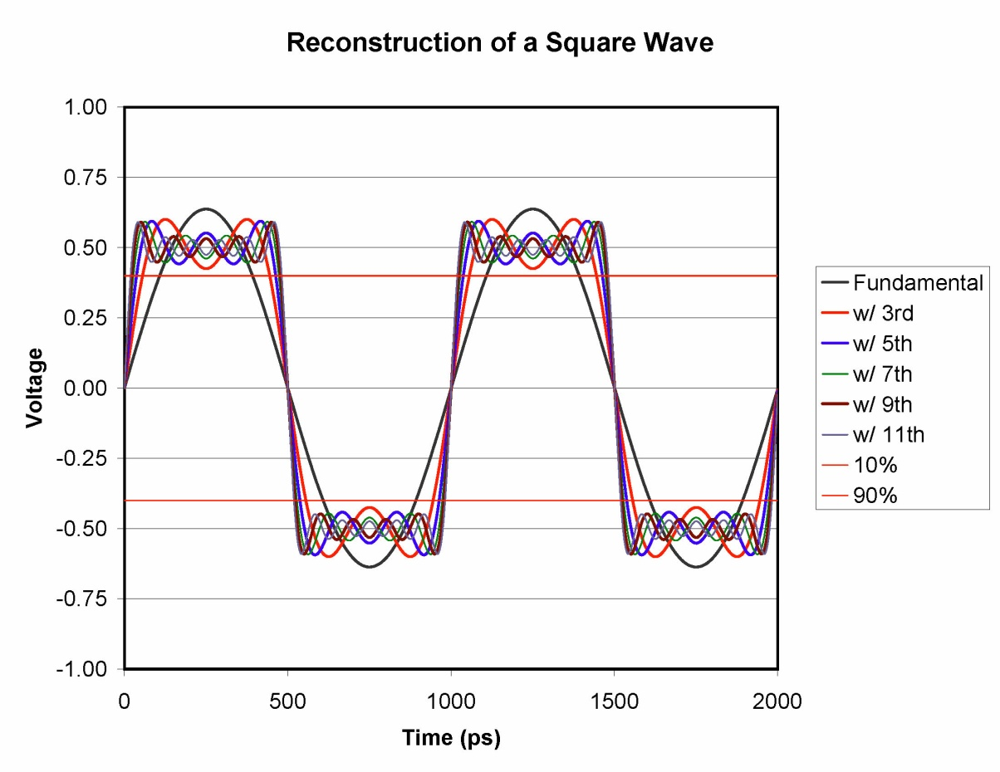 Reconstruction of a Square Wave
1.00
0.75
0.50
0.25
0.00
-0.25
-0.50
-0.75
-1.00
Voltage
0 500 1000 1500 2000
Time (ps)
Fundamental
w/ 3rd
w/ 5th
w/ 7th
w/ 9th
w/ 11th
10%
90%